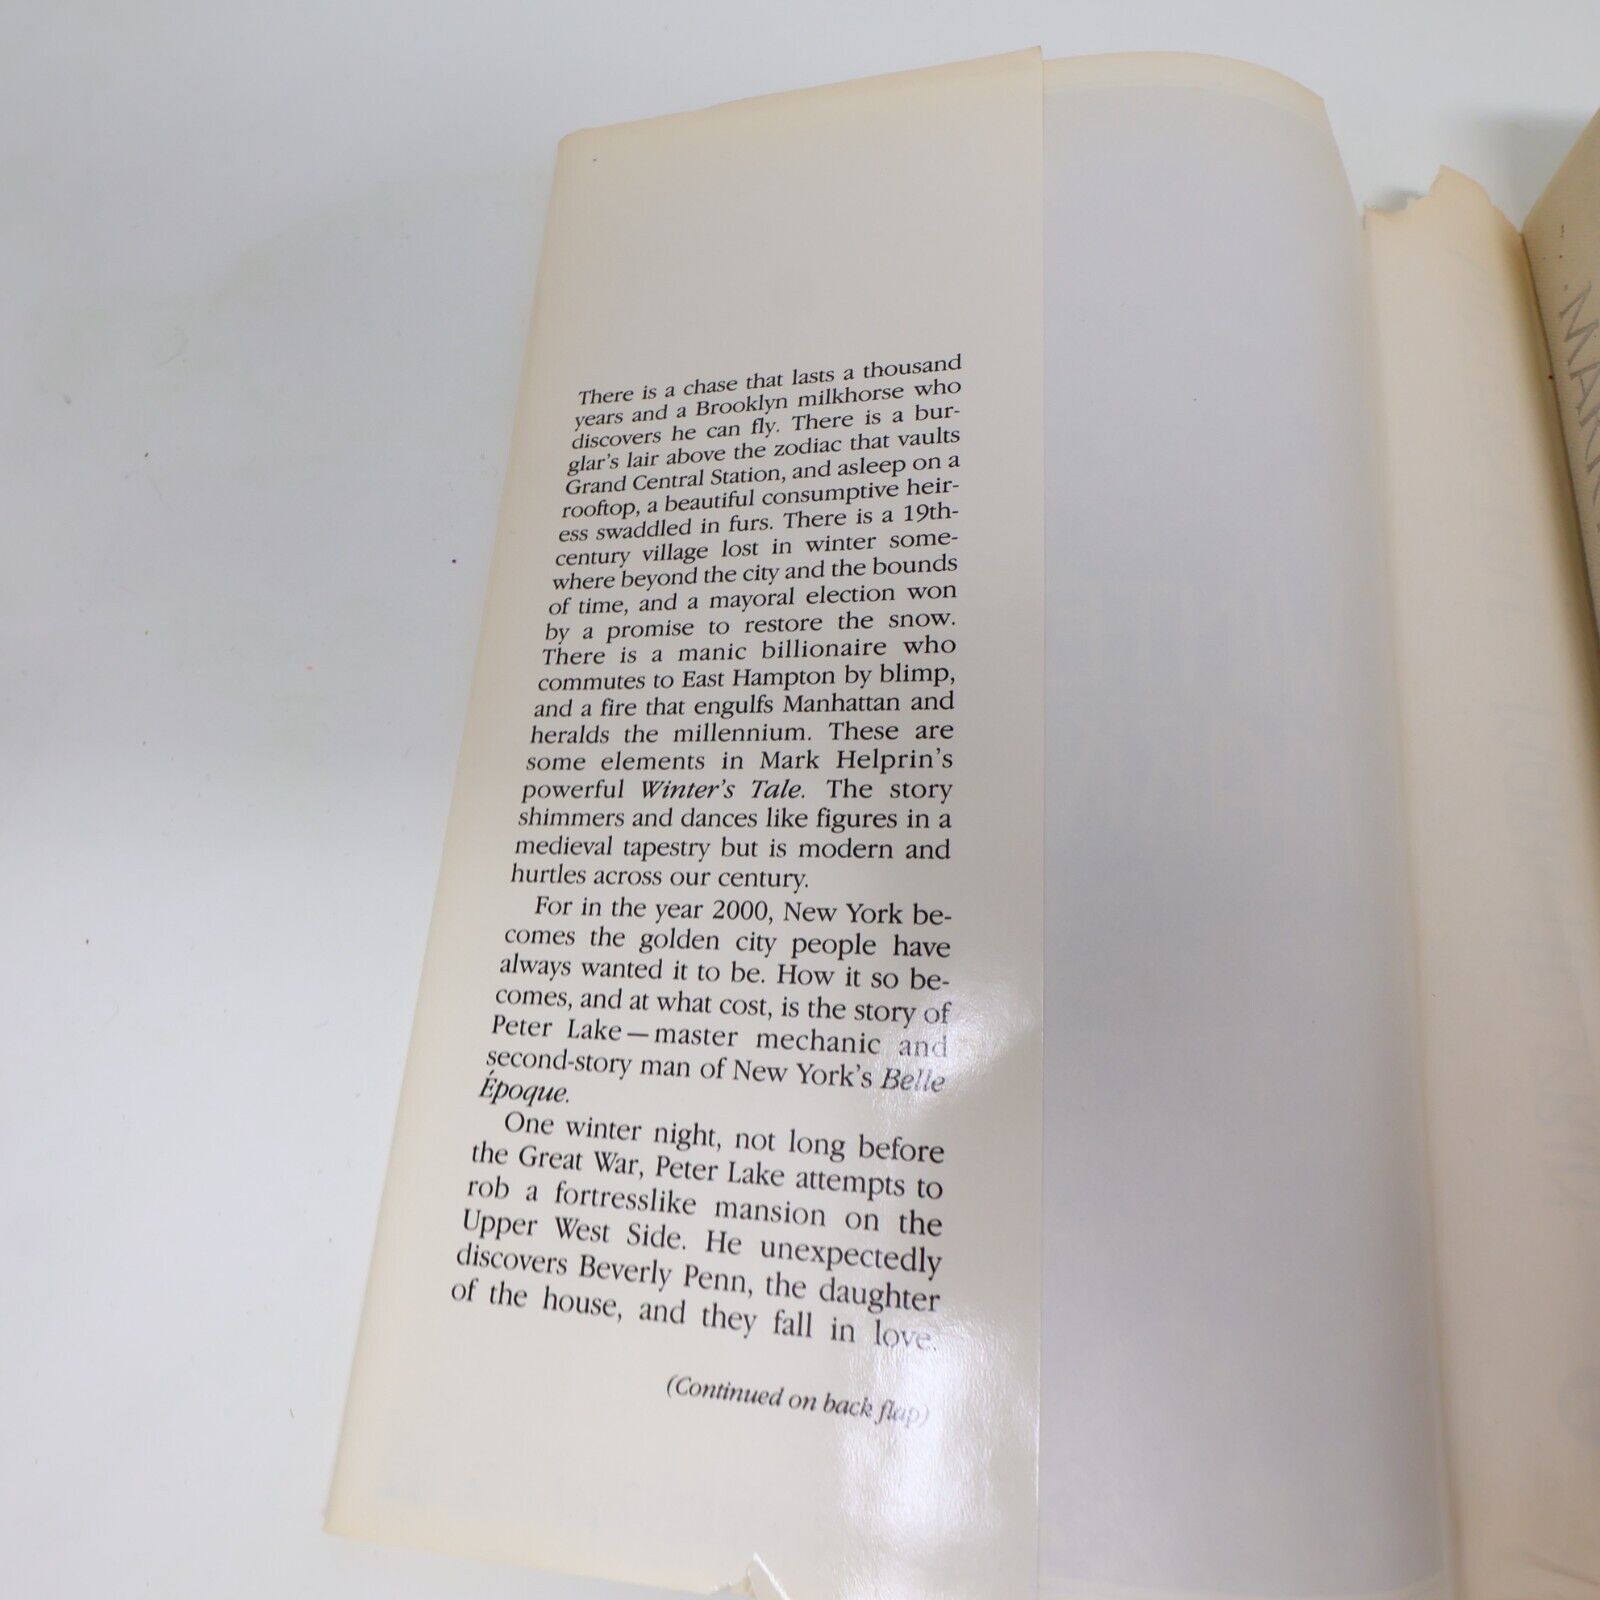 There is a chase that lasts a thousand
years and a Brooklyn milkhorse who
discovers he can fly. There is a bur-
glar's lair above the zodiac that vaults
Grand Central Station, and asleep on a
rooftop, a beautiful consumptive heir-
ess swaddled in furs. There is a 19th-
century village lost in winter some-
where beyond the city and the bounds
of time, and a mayoral election won
by a promise to restore the snow.
There is a manic billionaire who
commutes to East Hampton by blimp,
and a fire that engulfs Manhattan and
heralds the millennium. These are
some elements in Mark Helprin's
powerful Winter's Tale. The story
shimmers and dances like figures in a
medieval tapestry but is modern and
hurtles across our century.
For in the year 2000, New York be-
comes the golden city people have
always wanted it to be. How it so be-
comes, and at what cost, is the story of
Peter Lake—master mechanic and
second-story man of New York's Belle
Époque.
One winter night, not long before
the Great War, Peter Lake attempts to
rob a fortresslike mansion on the
Upper West Side. He unexpectedly
discovers Beverly Penn, the daughter
of the house, and they fall in love.
(Continued on back flap)
MARK